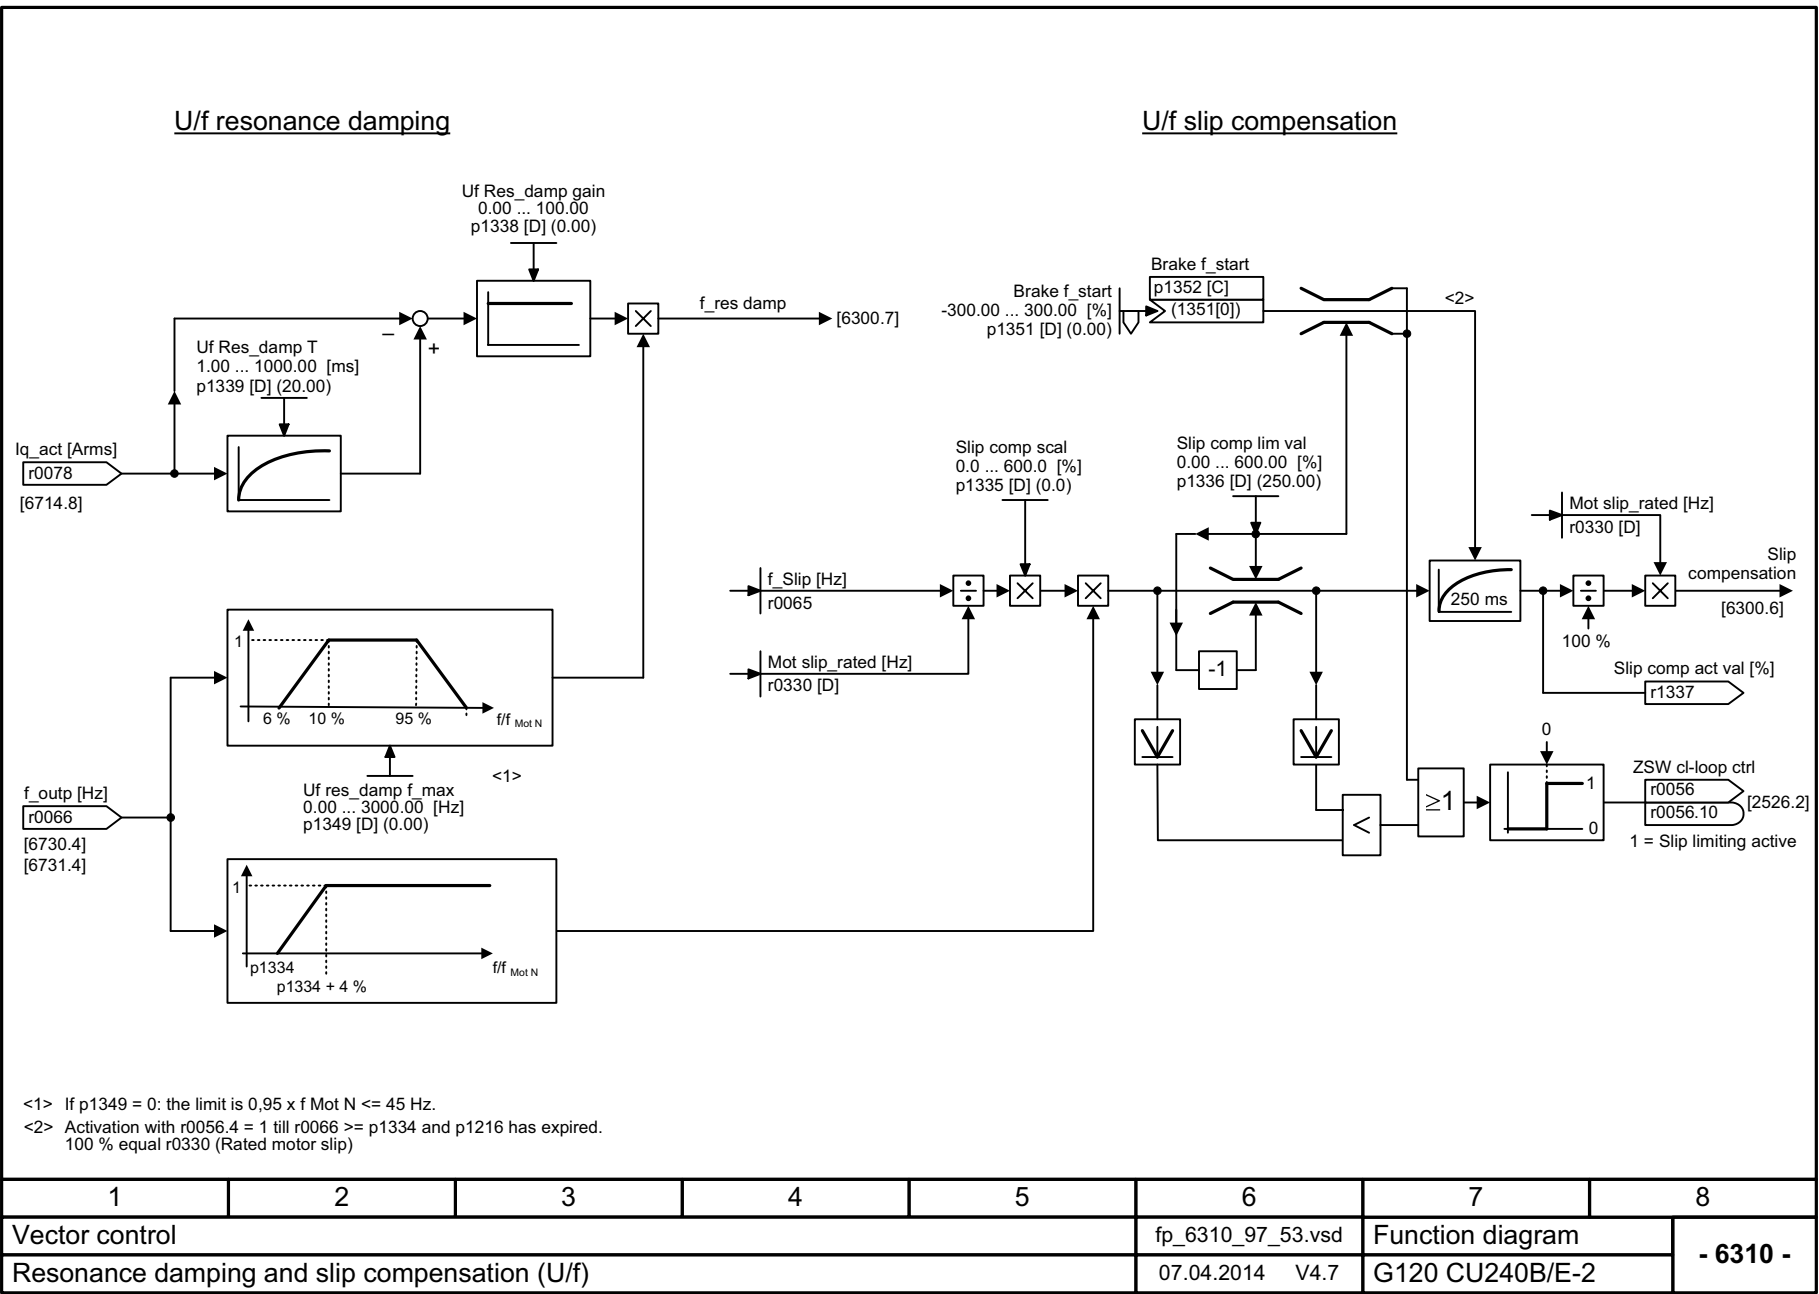 U/f resonance damping
U/f slip compensation
Uf Res_damp gain
0.00 ... 100.00
p1338 [D] (0.00)
f_res damp
[6300.7]
–
+
Uf Res_damp T
1.00 ... 1000.00 [ms]
p1339 [D] (20.00)
Iq_act [Arms]
r0078
[6714.8]
1
6 %
10 %
95 %
f/f Mot N
<1>
Uf res_damp f_max
0.00 ... 3000.00 [Hz]
p1349 [D] (0.00)
f_outp [Hz]
r0066
[6730.4]
[6731.4]
1
p1334
p1334 + 4 %
f/f Mot N
Brake f_start
-300.00 ... 300.00 [%]
p1351 [D] (0.00)
Brake f_start
p1352 [C]
(1351[0])
<2>
Slip comp scal
0.0 ... 600.0 [%]
p1335 [D] (0.0)
Slip comp lim val
0.00 ... 600.00 [%]
p1336 [D] (250.00)
f_Slip [Hz]
r0065
Mot slip_rated [Hz]
r0330 [D]
÷
×
×
-1
250 ms
÷
100 %
×
Mot slip_rated [Hz]
r0330 [D]
Slip
compensation
[6300.6]
Slip comp act val [%]
r1337
<
≥1
0
1
0
ZSW cl-loop ctrl
r0056
r0056.10
[2526.2]
1 = Slip limiting active
<1> If p1349 = 0: the limit is 0,95 x f Mot N <= 45 Hz.
<2> Activation with r0056.4 = 1 till r0066 >= p1334 and p1216 has expired.
100 % equal r0330 (Rated motor slip)
1 2 3 4 5 6 7 8
Vector control
fp_6310_97_53.vsd
Function diagram
- 6310 -
Resonance damping and slip compensation (U/f)
07.04.2014 V4.7
G120 CU240B/E-2